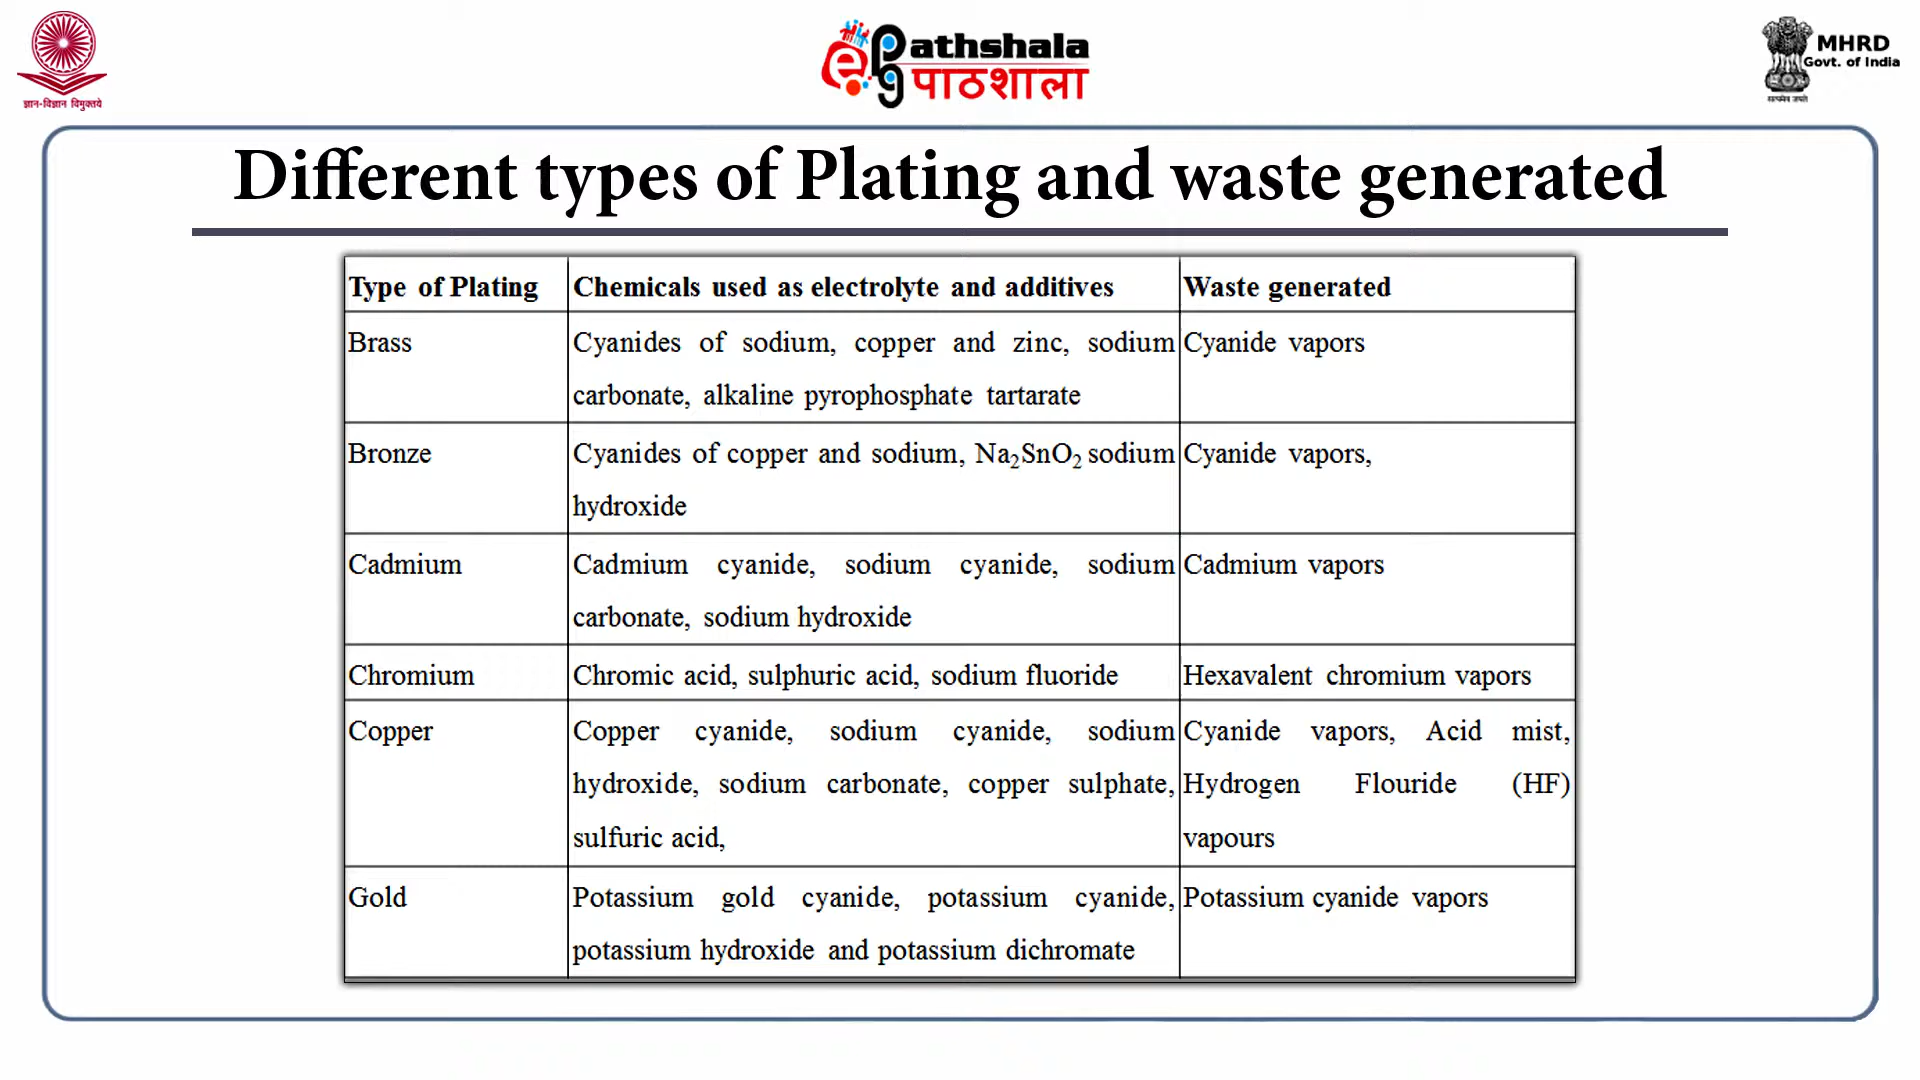 ज्ञान-विज्ञान विमुक्तये
ePGPathshala
पाठशाला
MHRD
Govt. of India
सत्यमेव जयते
Different types of Plating and waste generated
Type of Plating Chemicals used as electrolyte and additives Waste generated
Brass Cyanides of sodium, copper and zinc, sodium Cyanide vapors
carbonate, alkaline pyrophosphate tartarate
Bronze Cyanides of copper and sodium, Na₂SnO₂ sodium Cyanide vapors,
hydroxide
Cadmium Cadmium cyanide, sodium cyanide, sodium Cadmium vapors
carbonate, sodium hydroxide
Chromium Chromic acid, sulphuric acid, sodium fluoride Hexavalent chromium vapors
Copper Copper cyanide, sodium cyanide, sodium Cyanide vapors, Acid mist,
hydroxide, sodium carbonate, copper sulphate, Hydrogen Flouride (HF)
sulfuric acid, vapours
Gold Potassium gold cyanide, potassium cyanide, Potassium cyanide vapors
potassium hydroxide and potassium dichromate